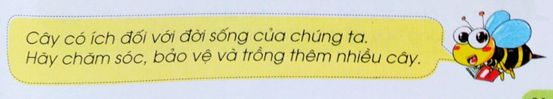 Cây có ích đối với đời sống của chúng ta.
Hãy chăm sóc, bảo vệ và trồng thêm nhiều cây.